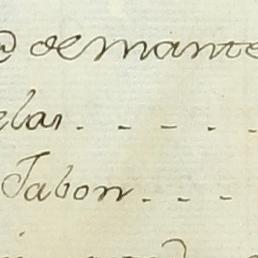 @ de mante
elas . - - - -
Jabon . - - -